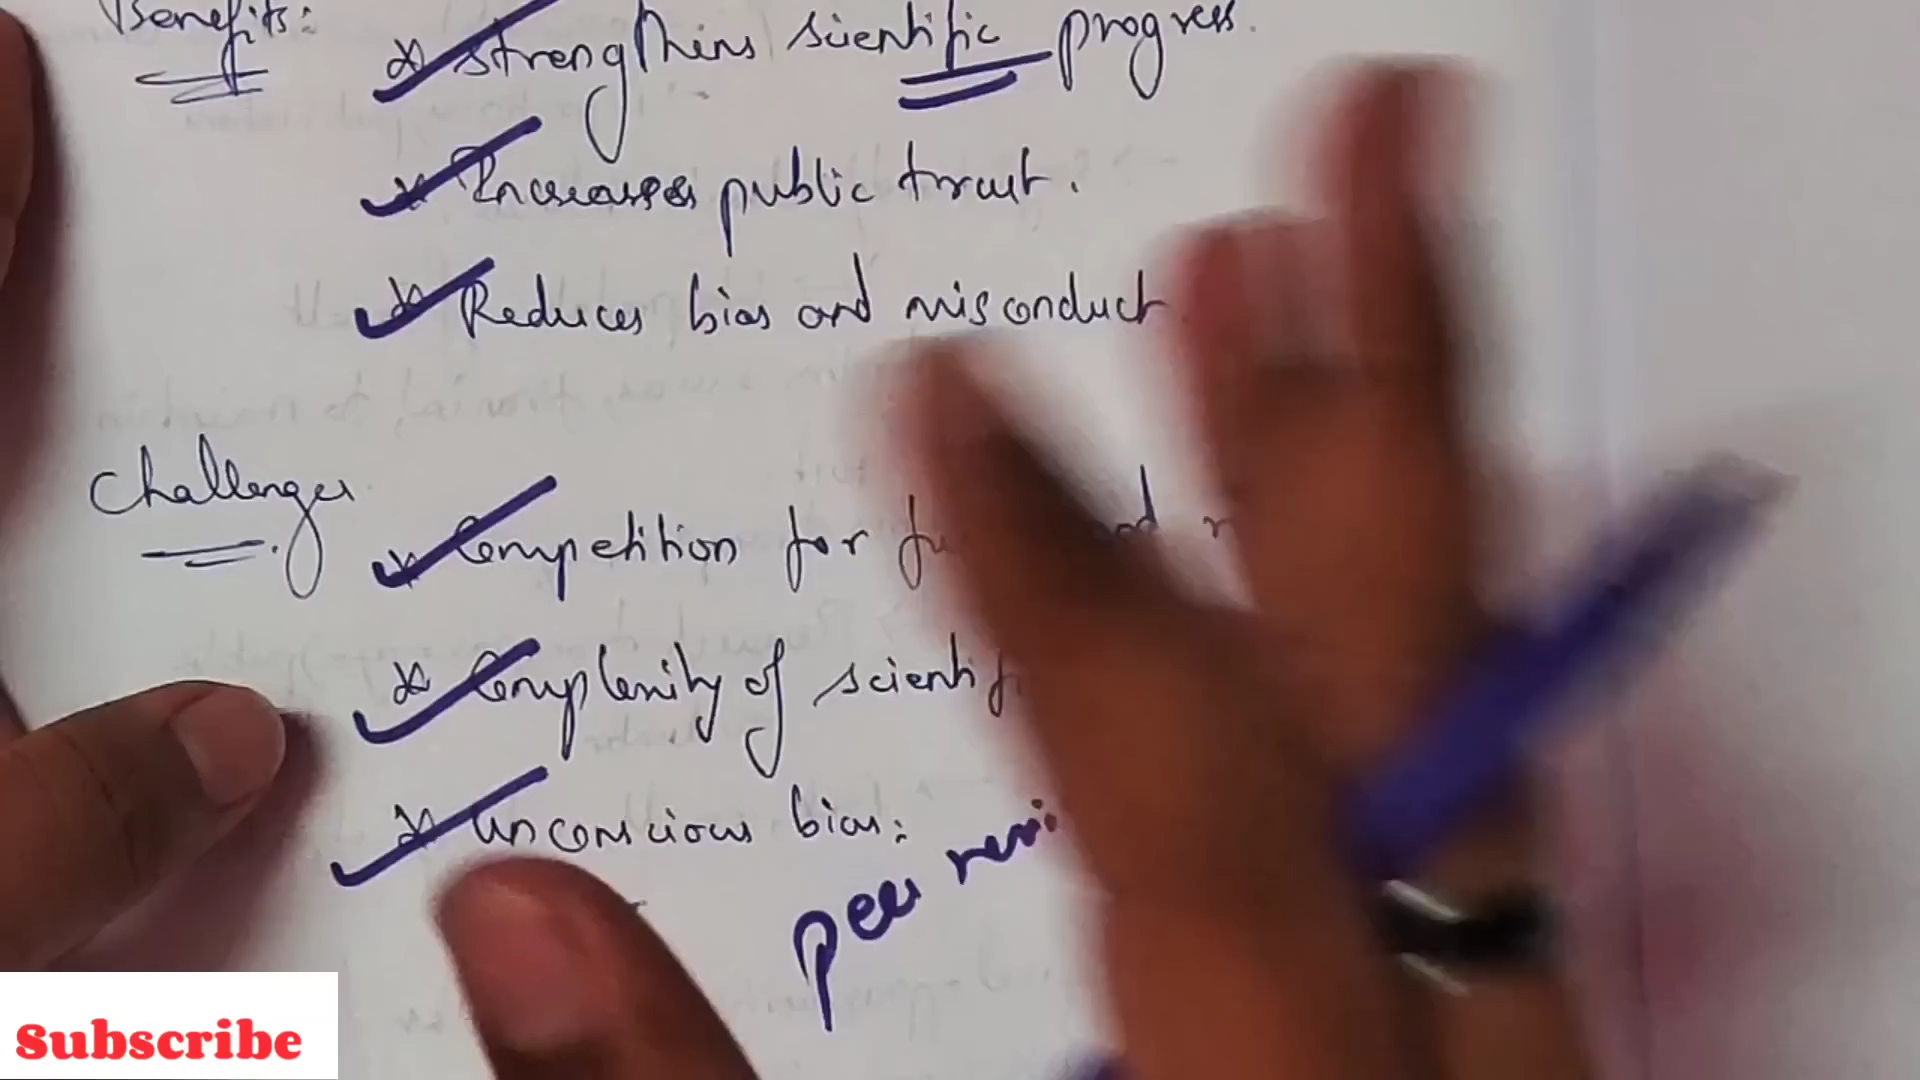 Benefits:
* Strengthens scientific progress.
* Increases public trust.
* Reduces bias and misconduct
Challenges
* Competition for
* Complexity of
* Unconscious bias:
peer
Subscribe